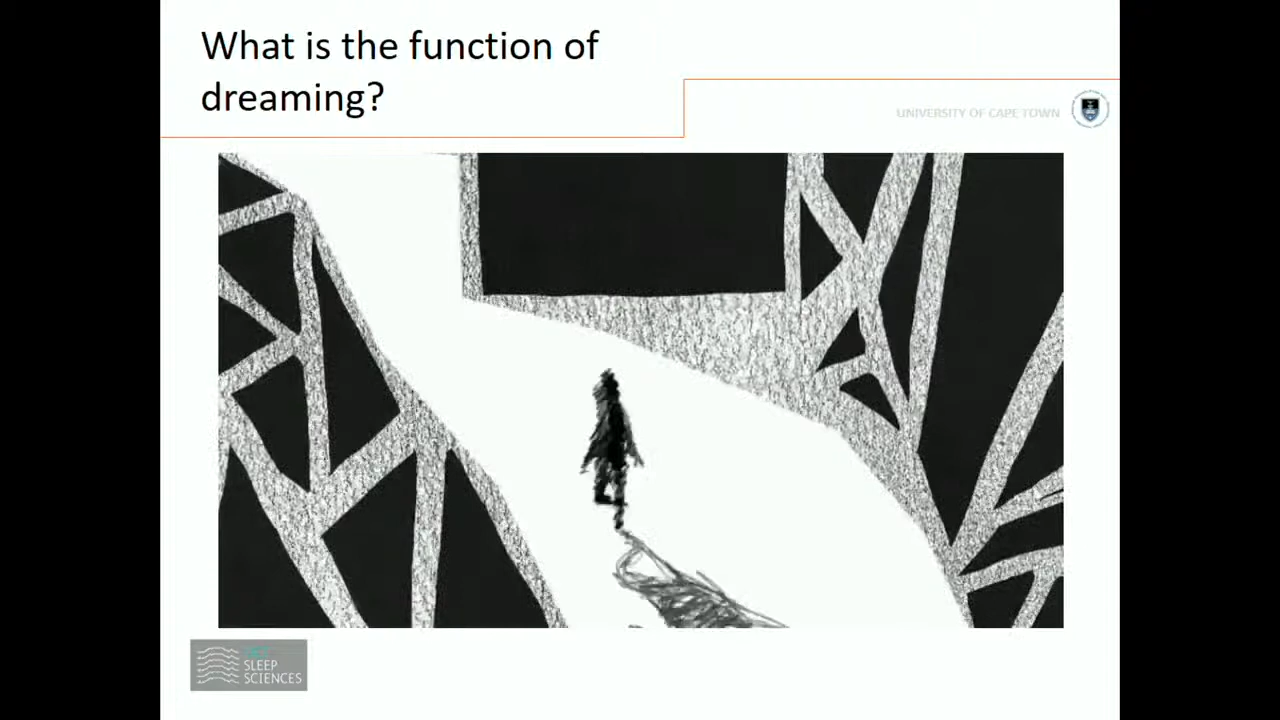 What is the function of
dreaming?
UNIVERSITY OF CAPE TOWN
SLEEP
SCIENCES